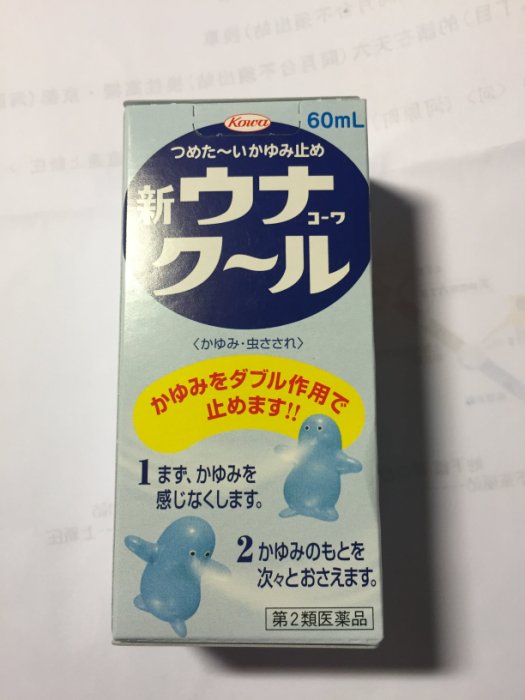 Kowa
60mL
つめた〜いかゆみ止め
新ウナ
コーワ
クール
〈かゆみ・虫さされ〉
かゆみをダブル作用で
止めます!!
1 まず、かゆみを
感じなくします。
2 かゆみのもとを
次々とおさえます。
第2類医薬品